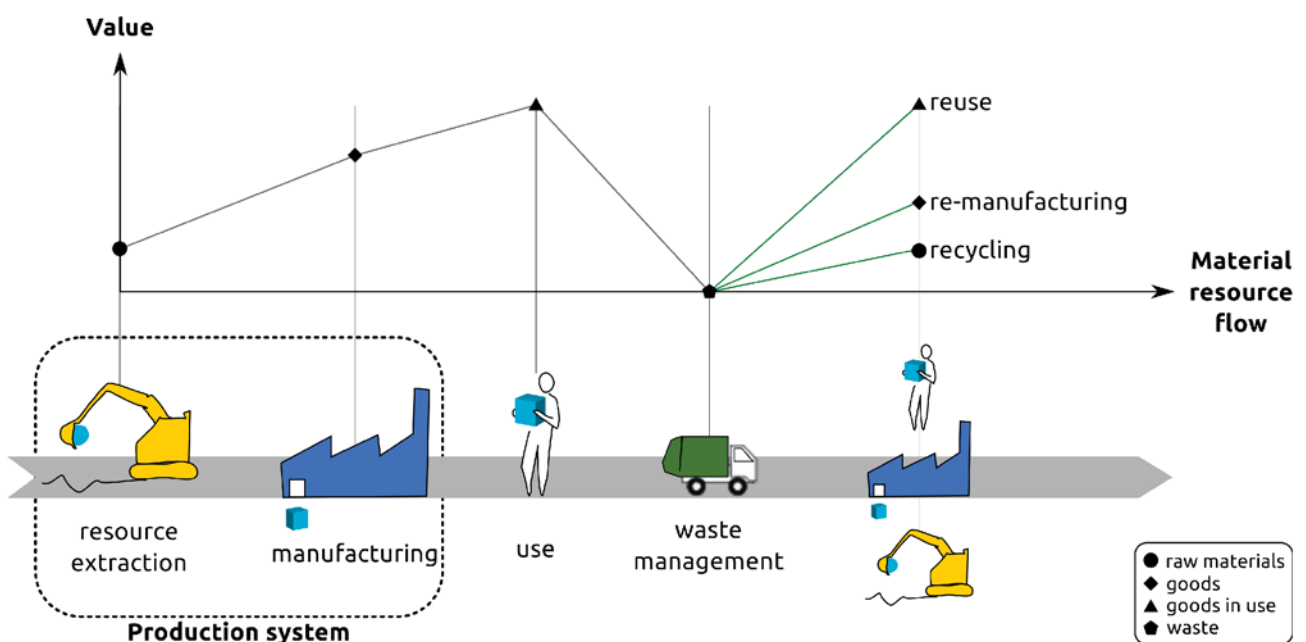 Value
reuse
re-manufacturing
recycling
Material
resource
flow
resource
extraction
manufacturing
use
waste
management
Production system
raw materials
goods
goods in use
waste